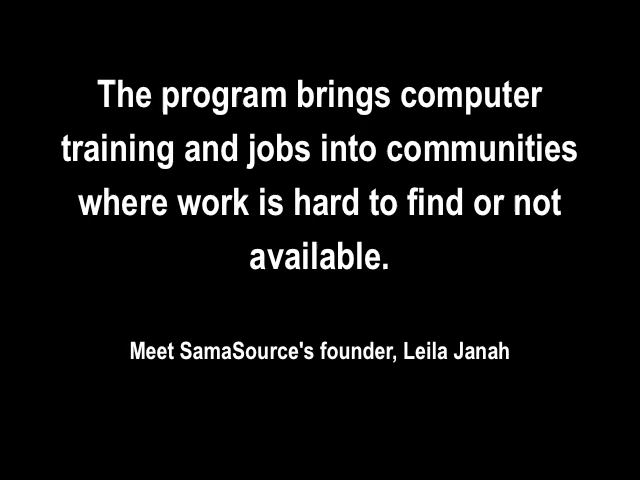 The program brings computer
training and jobs into communities
where work is hard to find or not
available.
Meet SamaSource's founder, Leila Janah